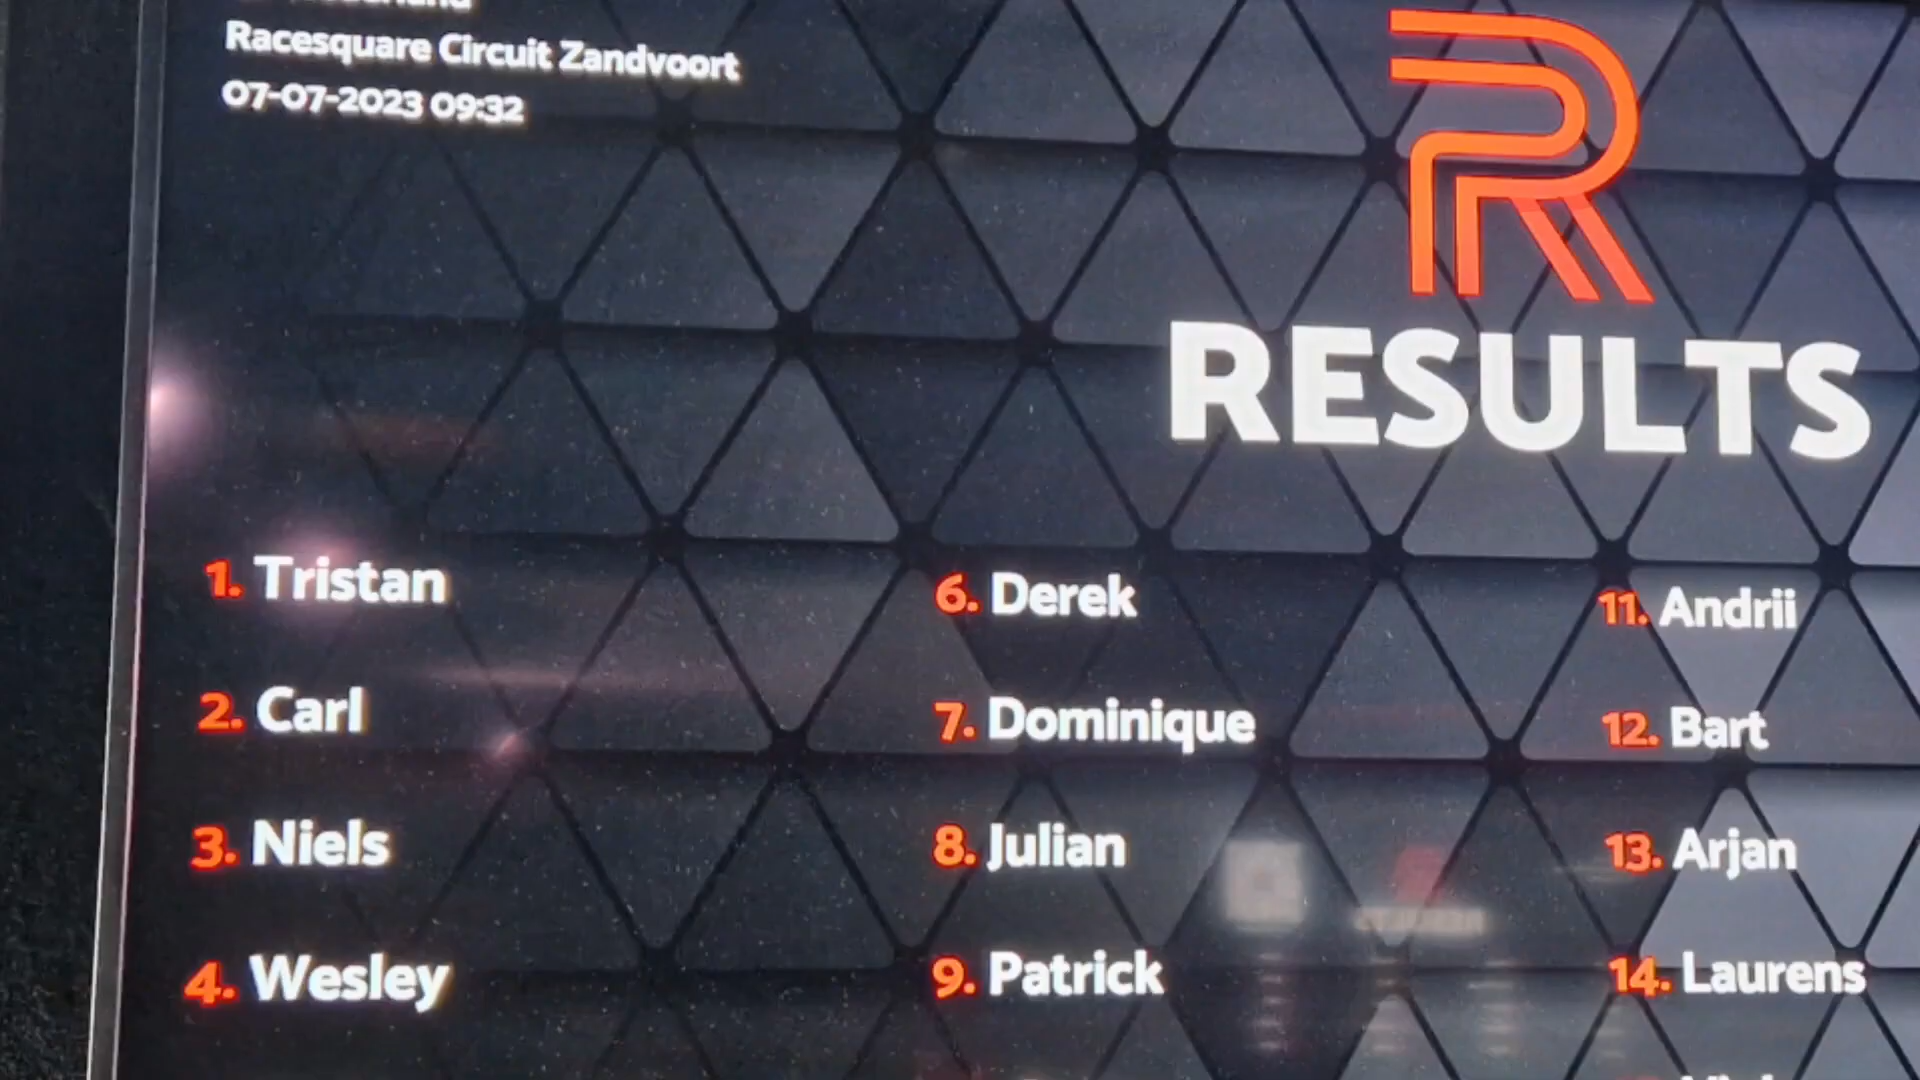 Racesquare Circuit Zandvoort
07-07-2023 09:32
RESULTS
1. Tristan
2. Carl
3. Niels
4. Wesley
6. Derek
7. Dominique
8. Julian
9. Patrick
11. Andrii
12. Bart
13. Arjan
14. Laurens